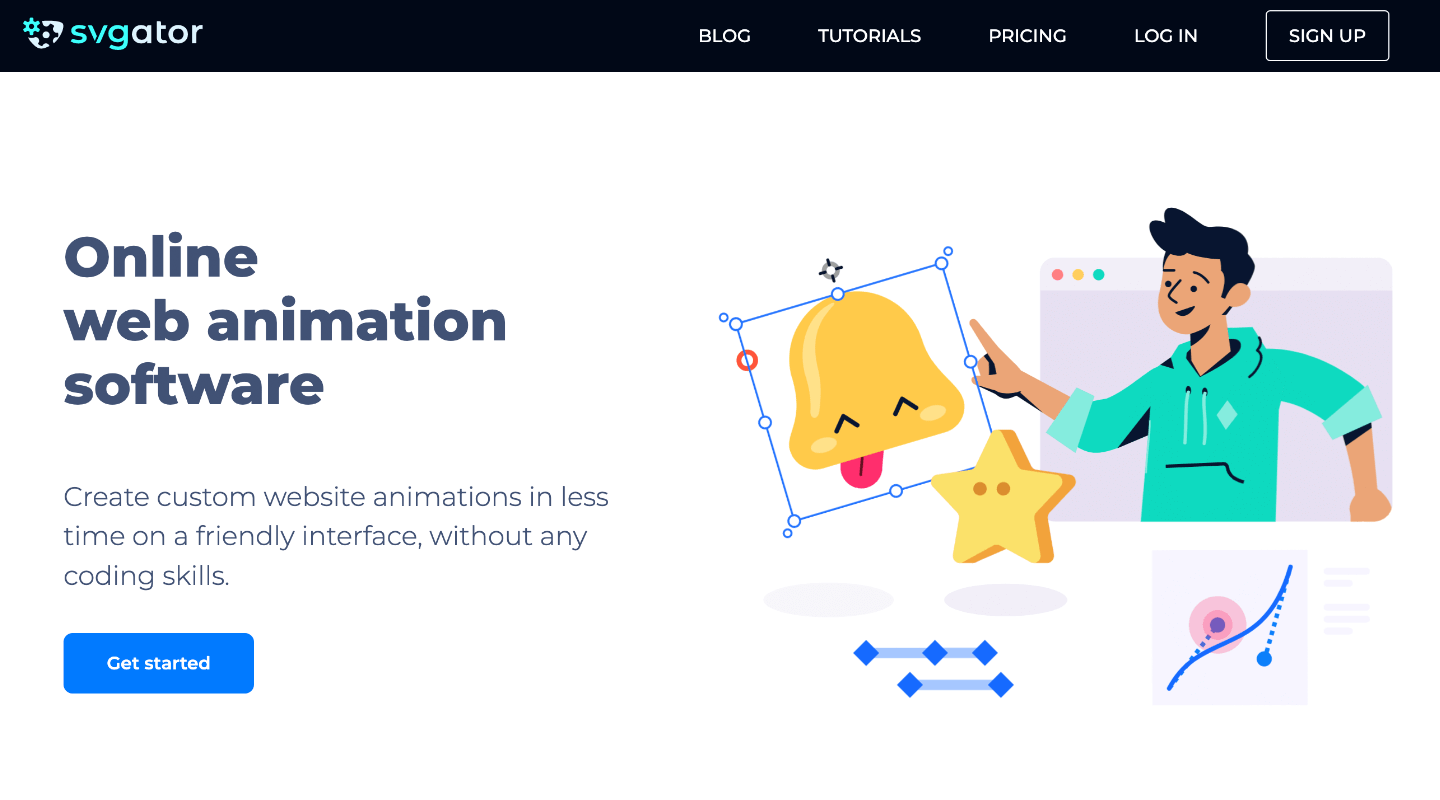 svgator
BLOG
TUTORIALS
PRICING
LOG IN
SIGN UP
Online
web animation
software
Create custom website animations in less
time on a friendly interface, without any
coding skills.
Get started